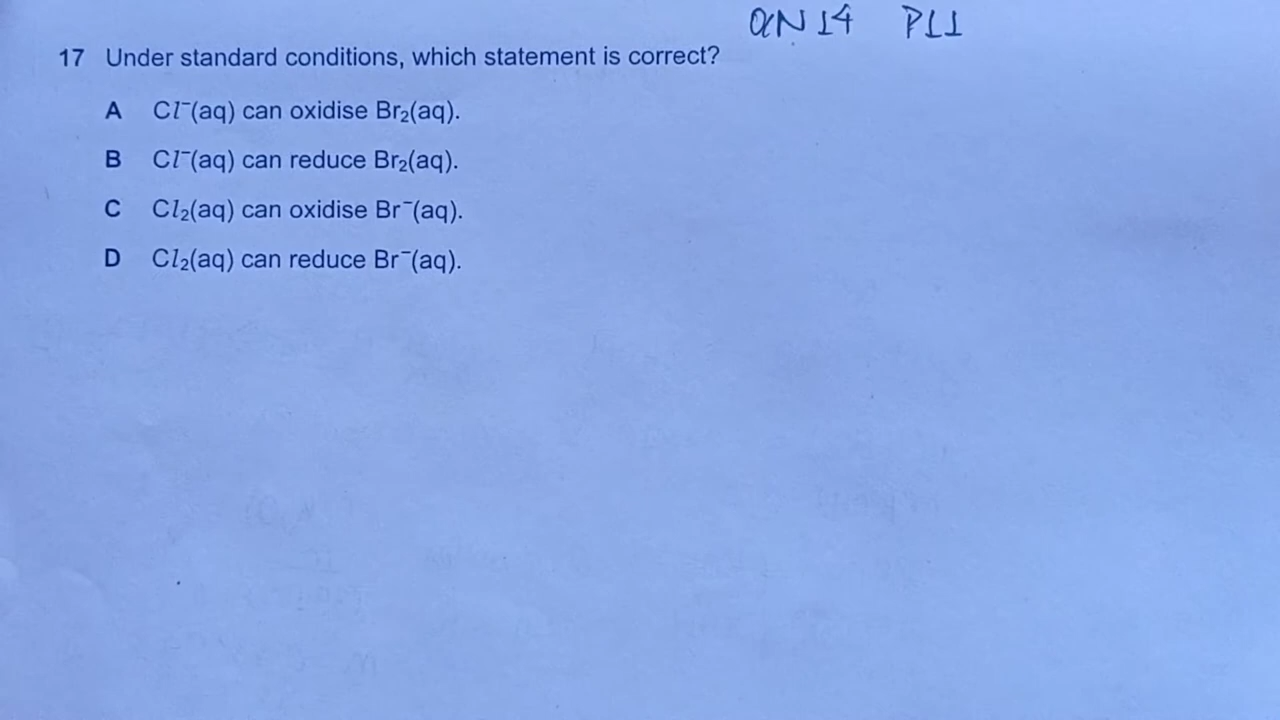 ON 14 P11
17 Under standard conditions, which statement is correct?
A Cl⁻(aq) can oxidise Br₂(aq).
B Cl⁻(aq) can reduce Br₂(aq).
C Cl₂(aq) can oxidise Br⁻(aq).
D Cl₂(aq) can reduce Br⁻(aq).